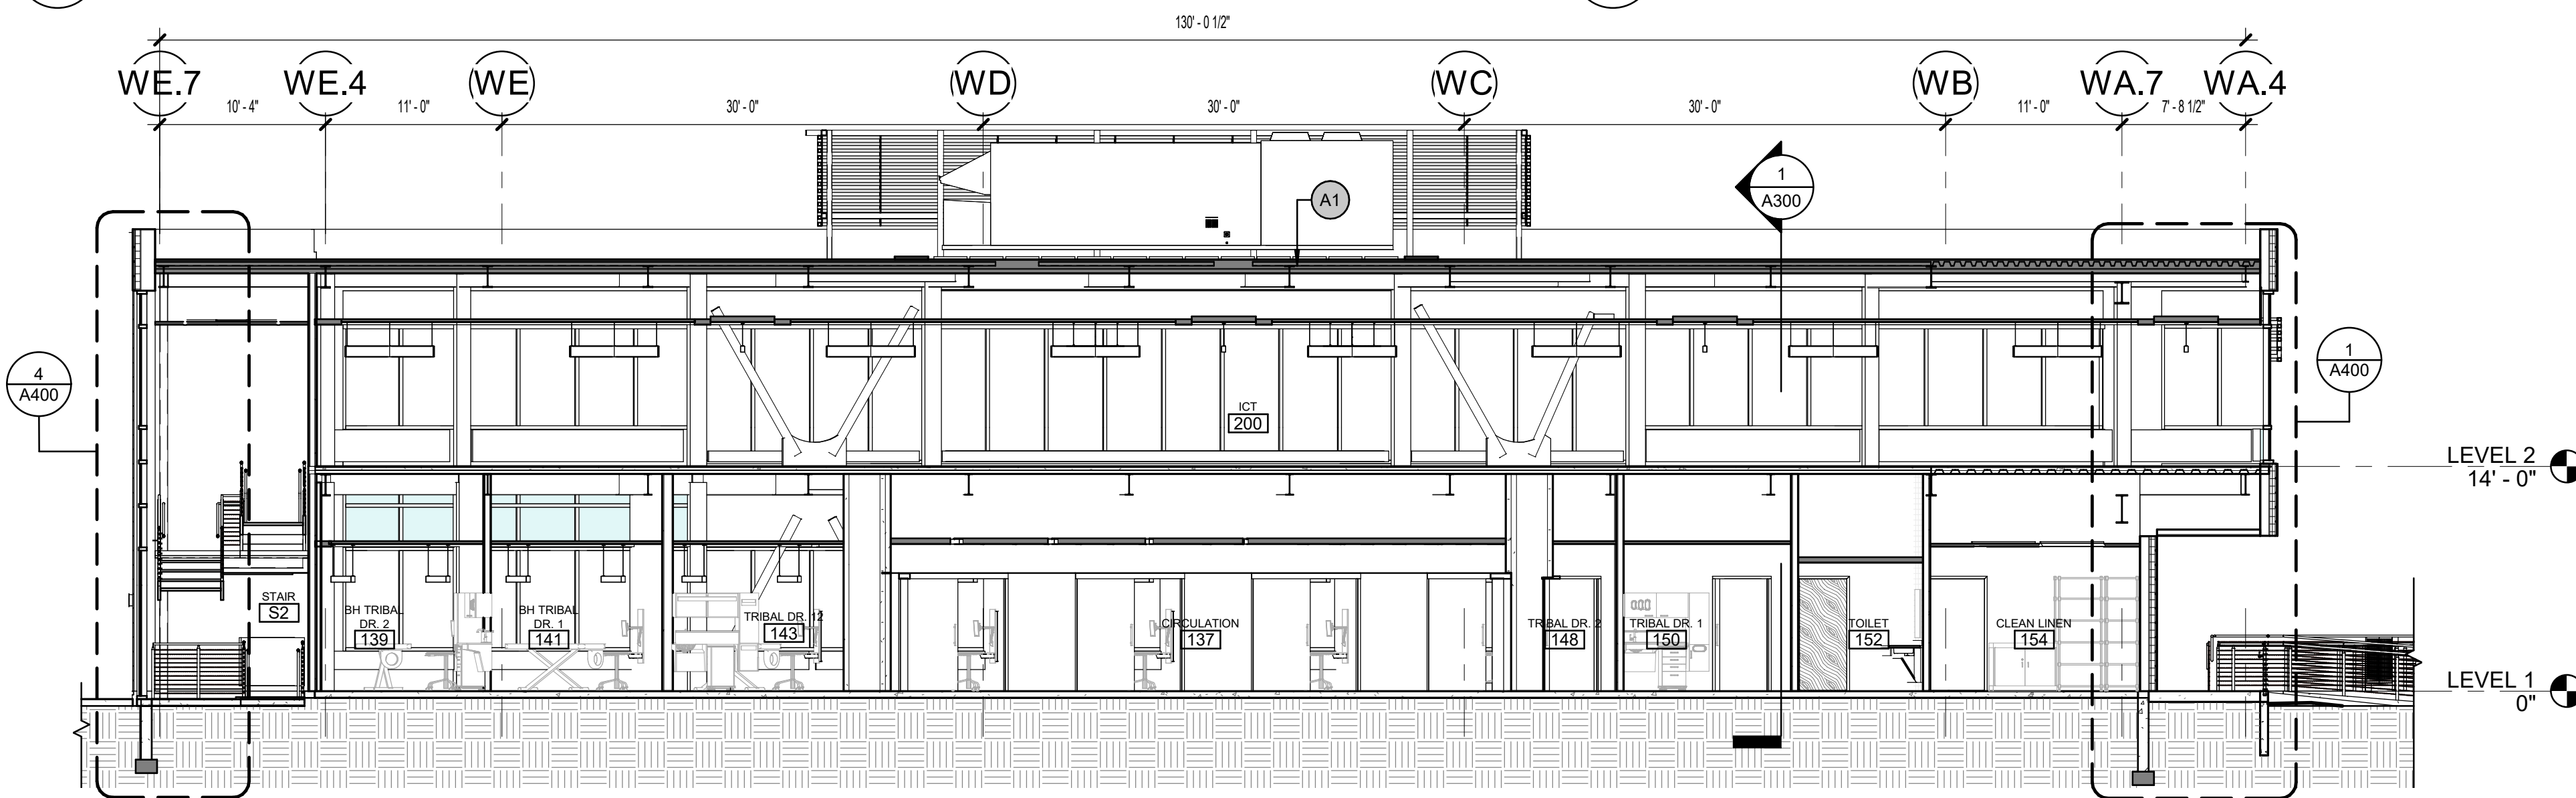 130' - 0 1/2"
WE.7
WE.4
WE
WD
WC
WB
WA.7
WA.4
10' - 4"
11' - 0"
30' - 0"
30' - 0"
30' - 0"
11' - 0"
7' - 8 1/2"
1
A300
A1
4
A400
1
A400
ICT
200
LEVEL 2
14' - 0"
STAIR
S2
BH TRIBAL
DR. 2
139
BH TRIBAL
DR. 1
141
TRIBAL DR. 12
143
CIRCULATION
137
TRIBAL DR. 2
148
TRIBAL DR. 1
150
TOILET
152
CLEAN LINEN
154
LEVEL 1
0"